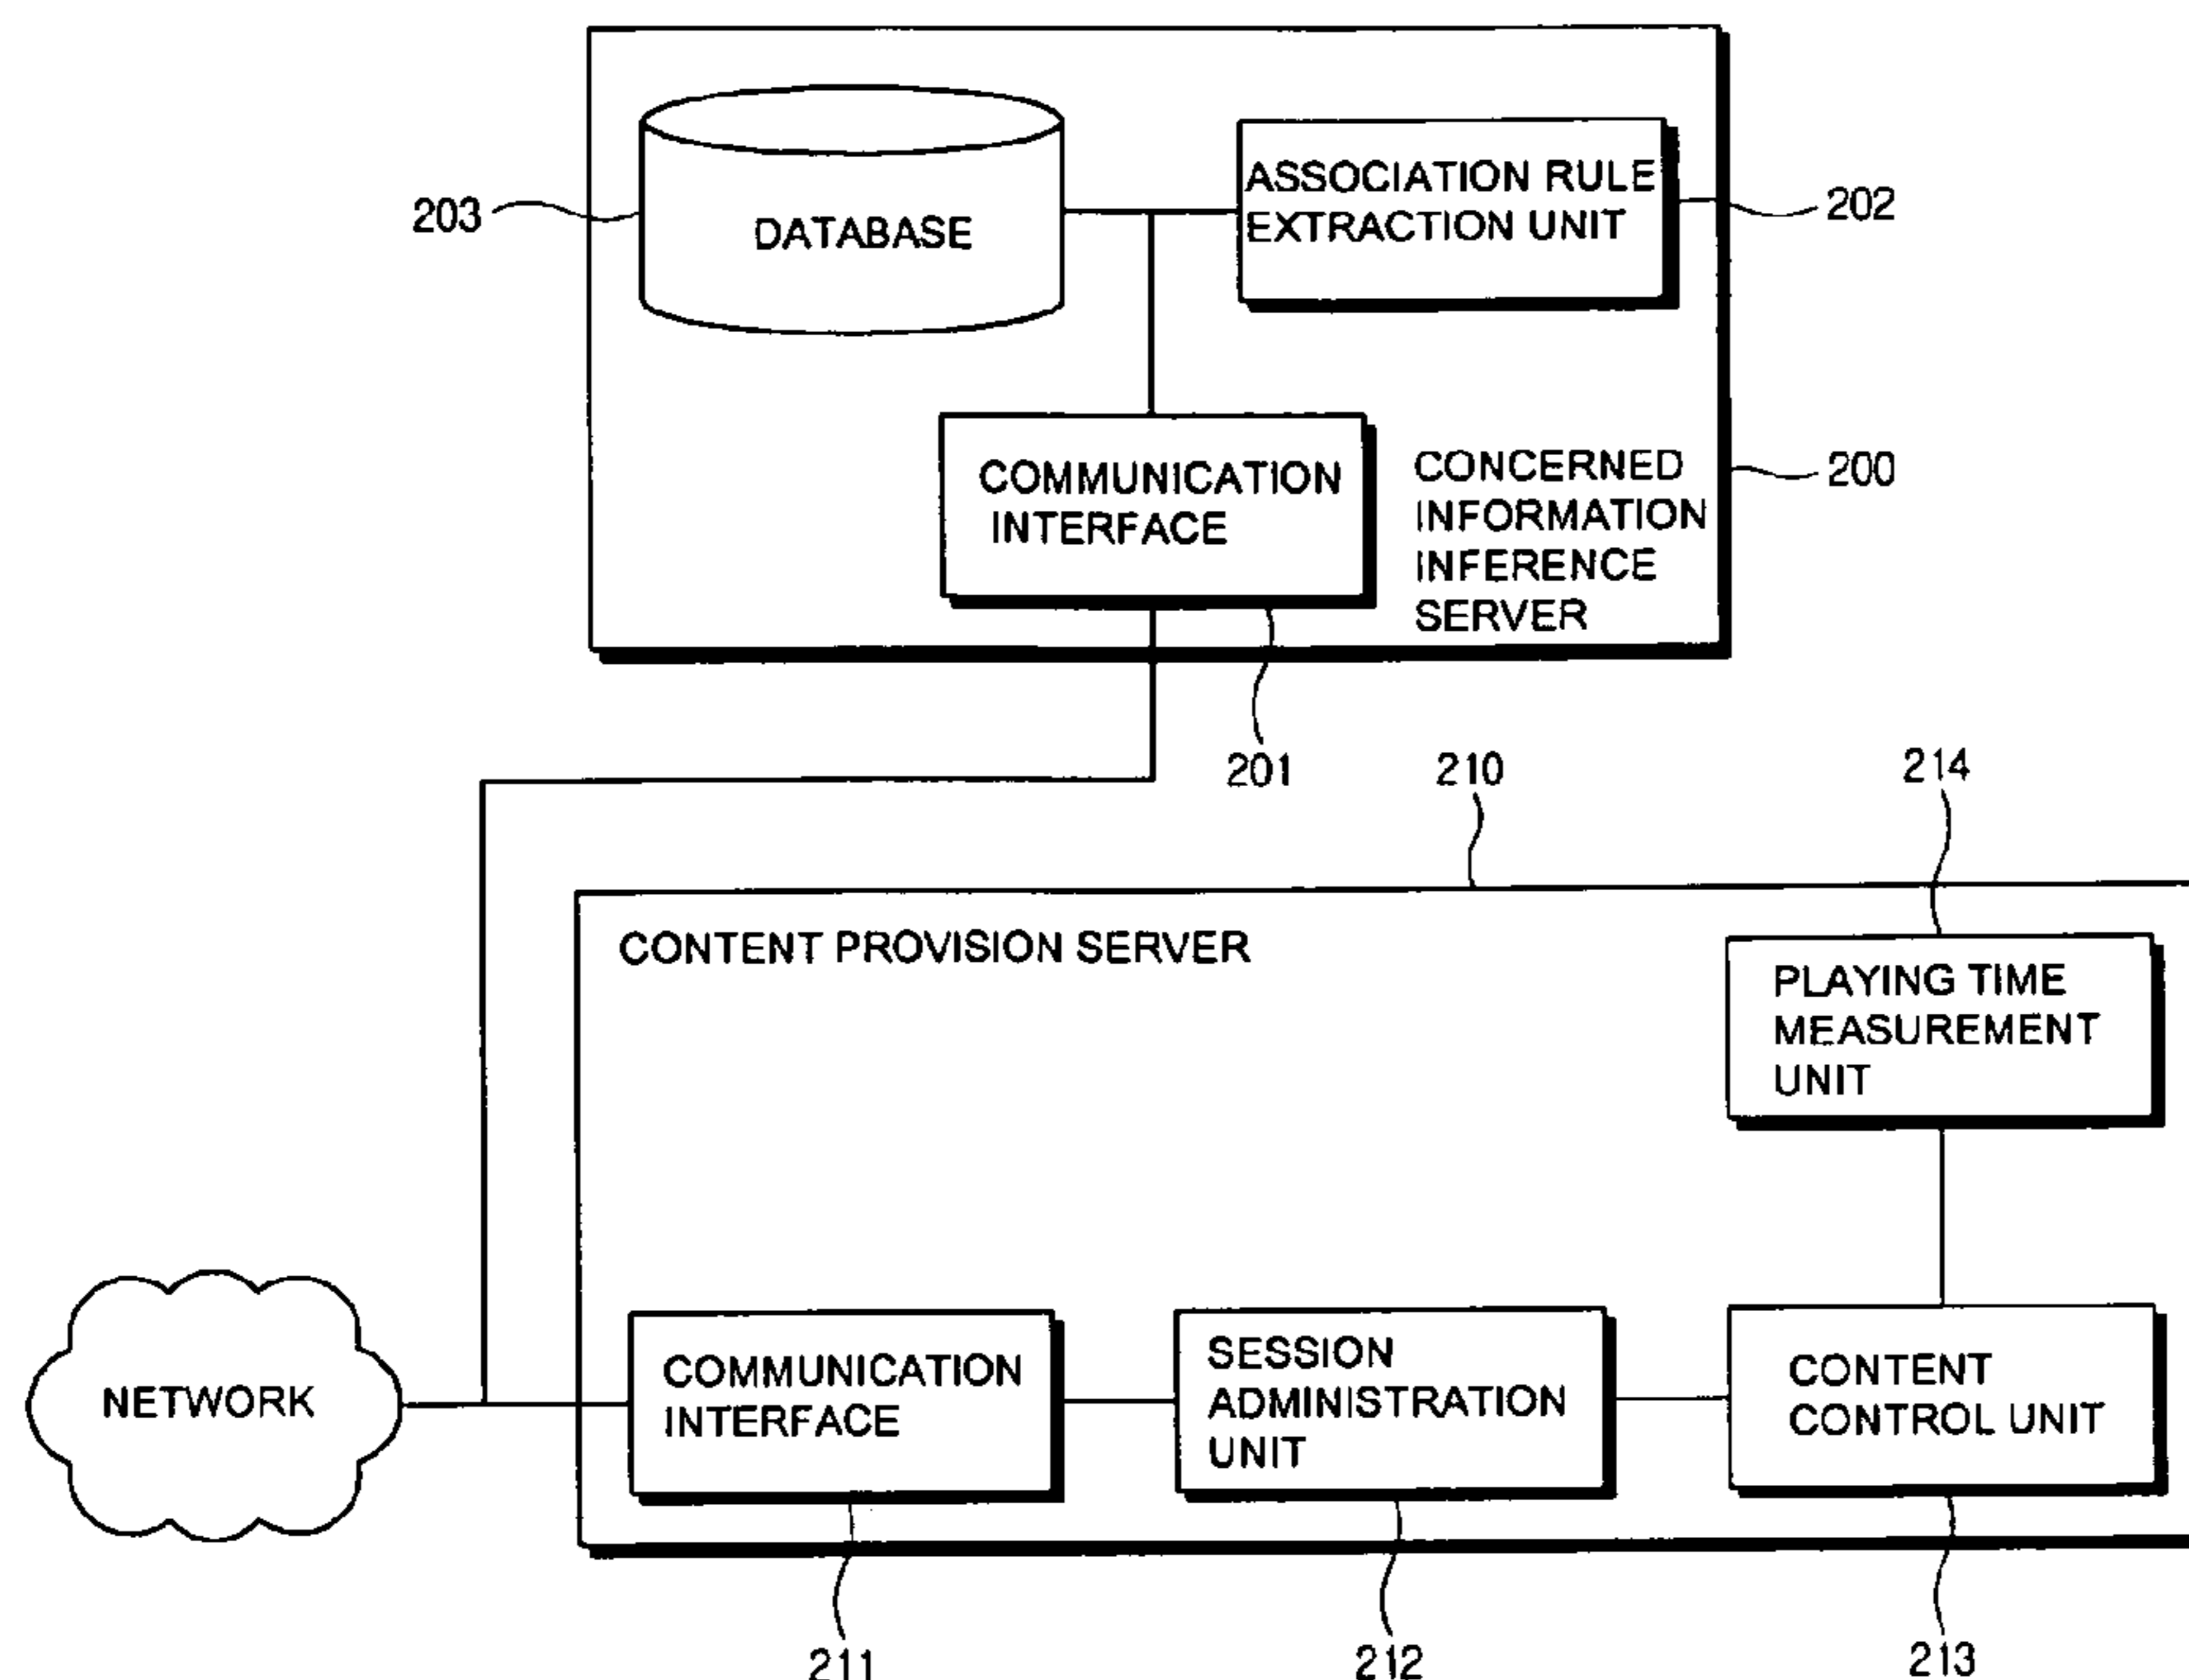 203
DATABASE
ASSOCIATION RULE
EXTRACTION UNIT
202
COMMUNICATION
INTERFACE
CONCERNED
INFORMATION
INFERENCE
SERVER
200
201
210
214
CONTENT PROVISION SERVER
PLAYING TIME
MEASUREMENT
UNIT
NETWORK
COMMUNICATION
INTERFACE
SESSION
ADMINISTRATION
UNIT
CONTENT
CONTROL UNIT
211
212
213